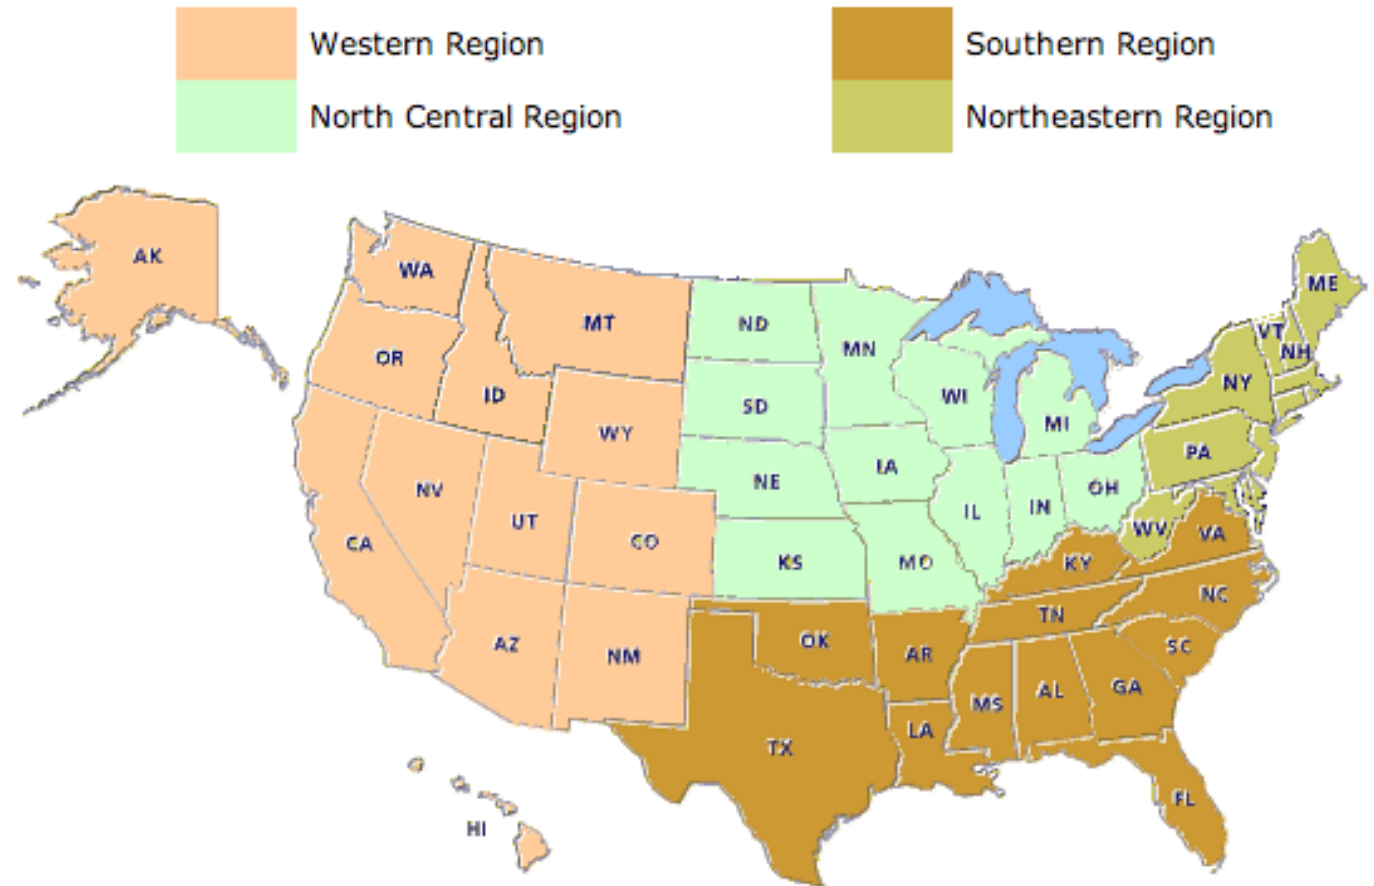 Western Region
Southern Region
North Central Region
Northeastern Region
AK
WA
MT
ND
MN
ME
VT
NH
OR
ID
SD
WI
NY
MI
WY
PA
IA
NE
NV
OH
IN
IL
UT
CO
WV
VA
CA
KS
MO
KY
NC
TN
OK
AZ
NM
AR
SC
MS
AL
GA
LA
TX
FL
HI